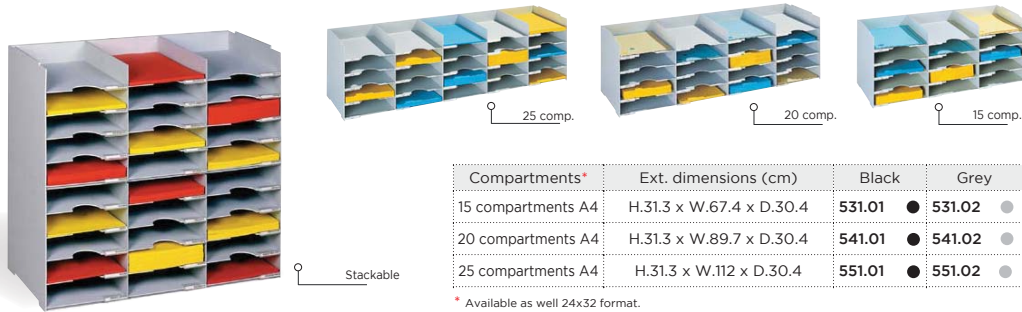 25 comp.
20 comp.
15 comp.
Stackable
Compartments* Ext. dimensions (cm) Black Grey
15 compartments A4 H.31.3 x W.67.4 x D.30.4 531.01 531.02
20 compartments A4 H.31.3 x W.89.7 x D.30.4 541.01 541.02
25 compartments A4 H.31.3 x W.112 x D.30.4 551.01 551.02
* Available as well 24x32 format.